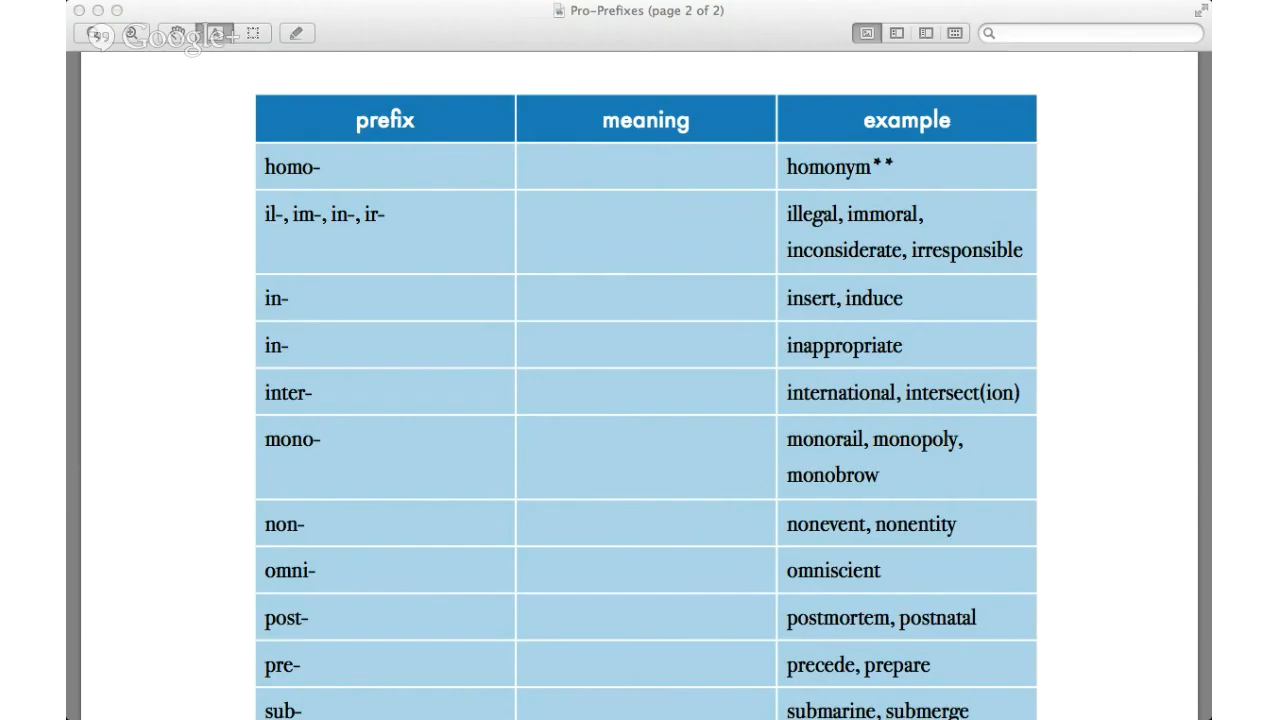 Pro-Prefixes (page 2 of 2)
Google+
prefix meaning example
homo- homonym**
il-, im-, in-, ir- illegal, immoral,
inconsiderate, irresponsible
in- insert, induce
in- inappropriate
inter- international, intersect(ion)
mono- monorail, monopoly,
monobrow
non- nonevent, nonentity
omni- omniscient
post- postmortem, postnatal
pre- precede, prepare
sub- submarine, submerge